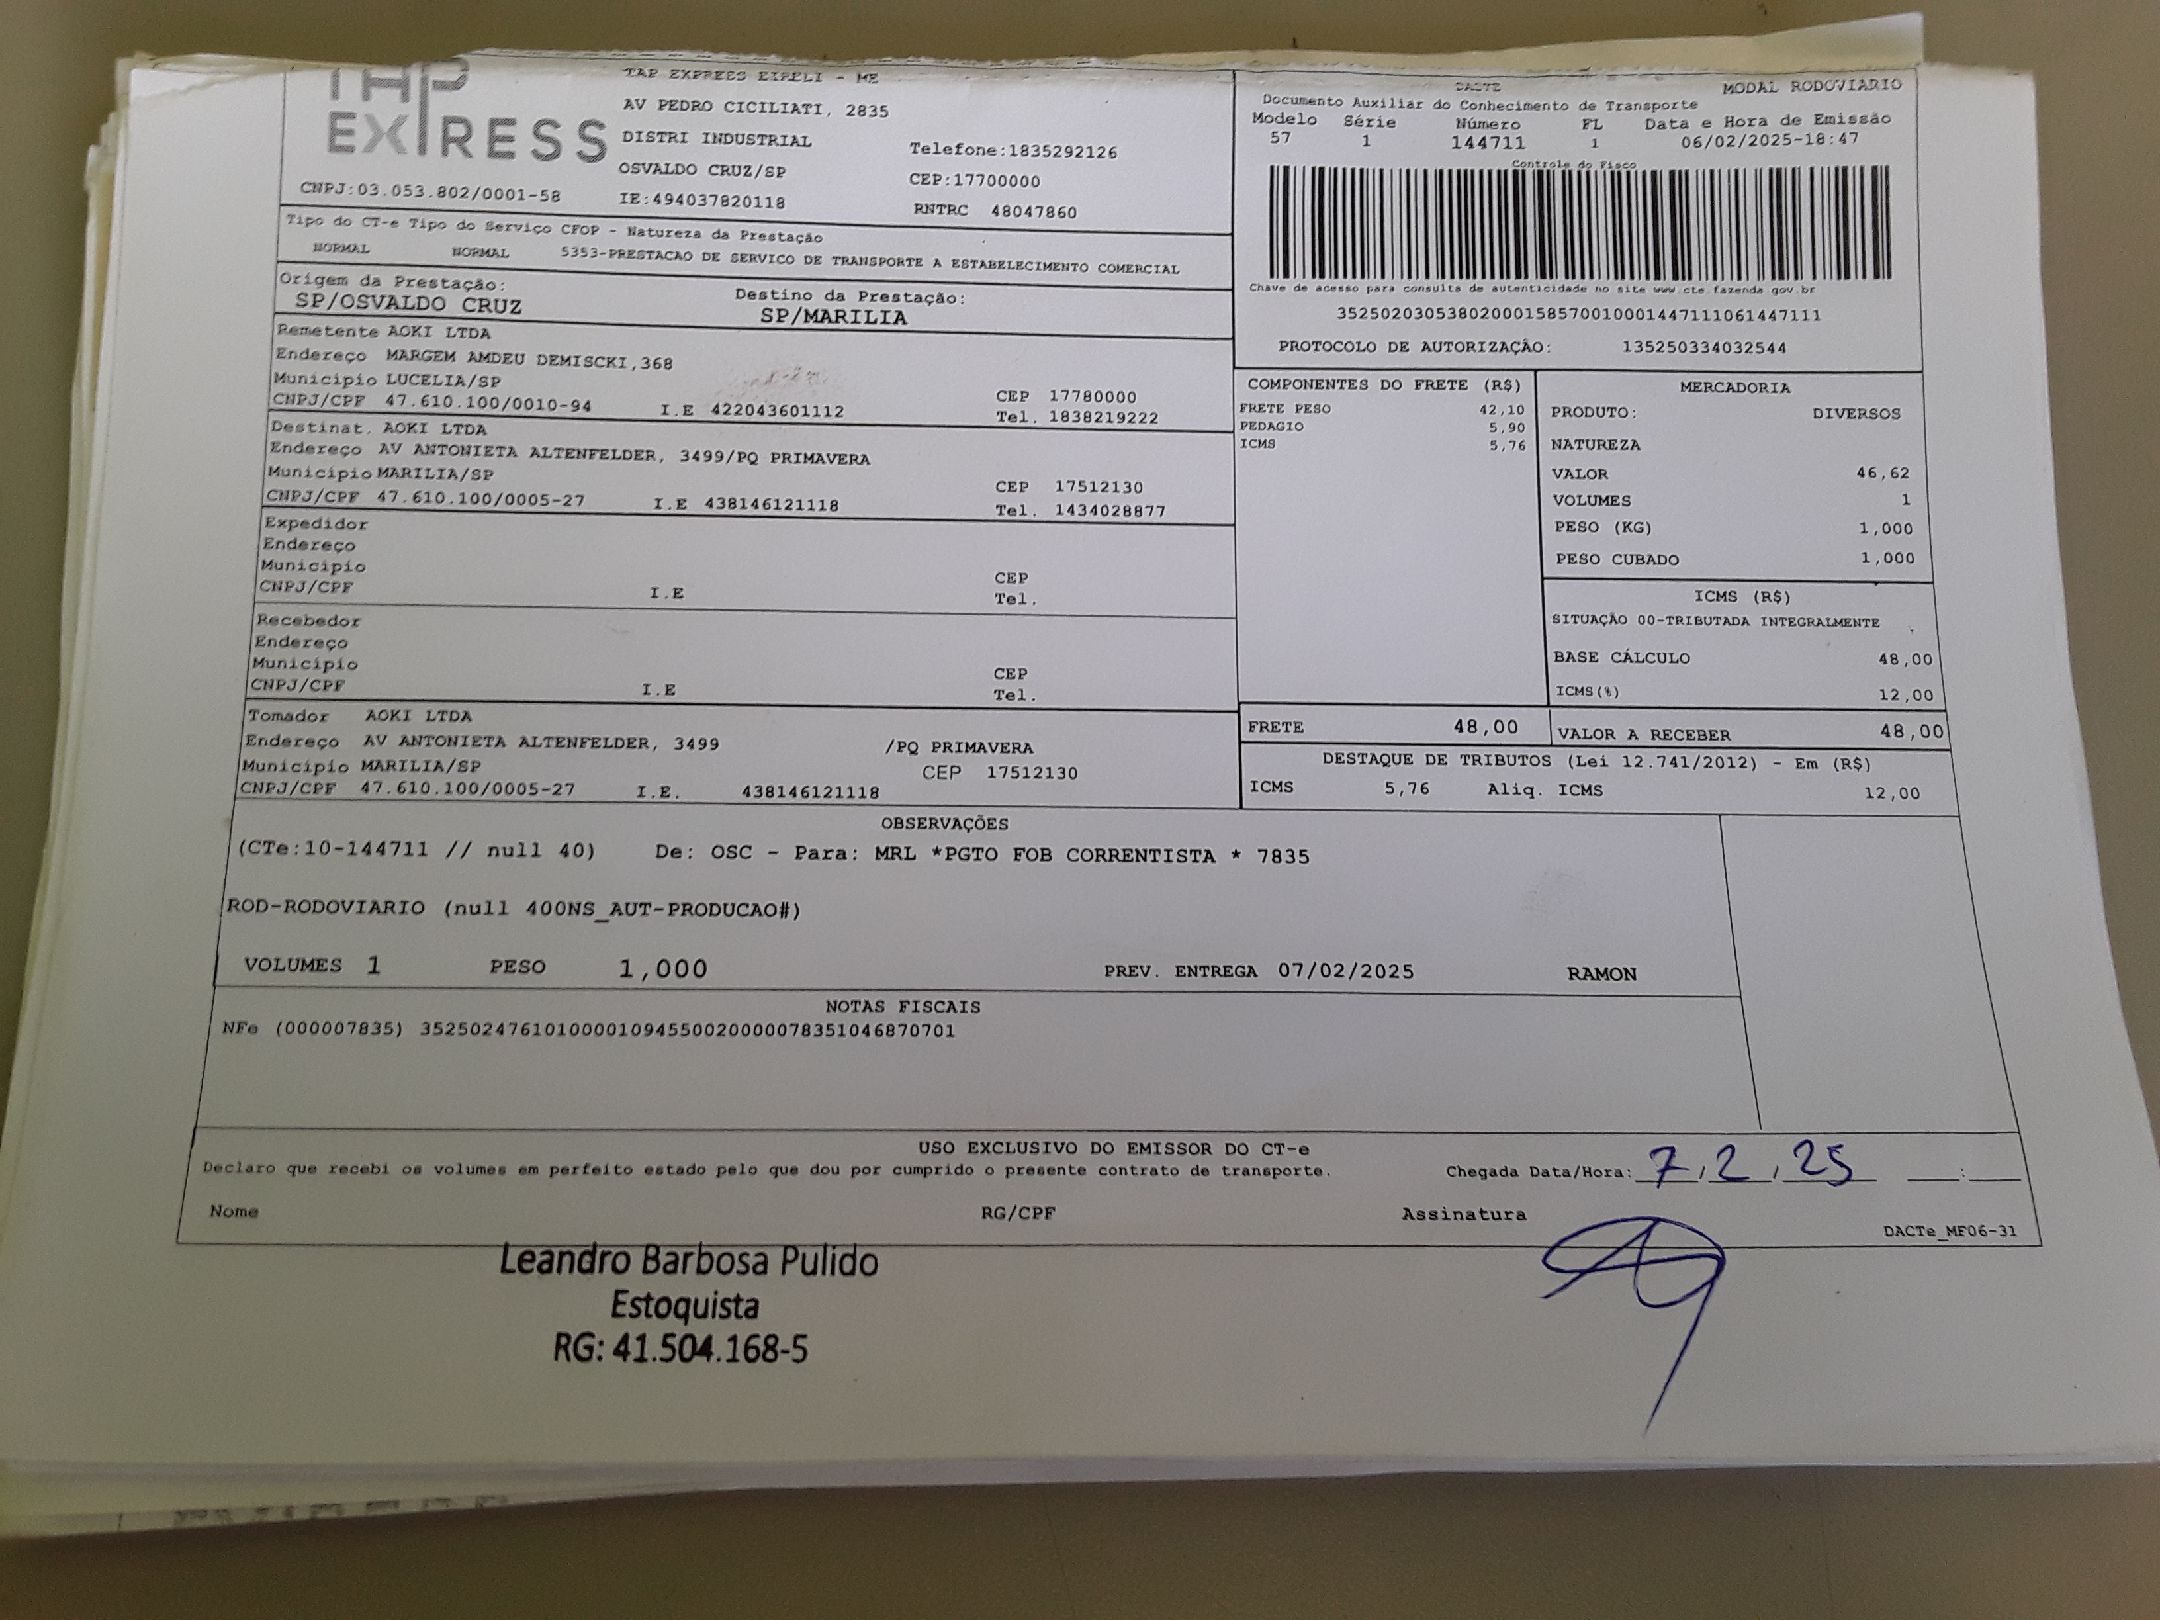 TAP EXPRESS
TAP EXPREES EIRELI - ME
AV PEDRO CICILIATI, 2835
DISTRI INDUSTRIAL
Telefone:1835292126
OSVALDO CRUZ/SP
CEP:17700000
CNPJ:03.053.802/0001-58
IE:494037820118
RNTRC 48047860
DACTE
MODAL RODOVIARIO
Documento Auxiliar do Conhecimento de Transporte
Modelo Série Número FL Data e Hora de Emissão
57 1 144711 1 06/02/2025-18:47
Controle do Fisco
Chave de acesso para consulta de autenticidade no site www.cte.fazenda.gov.br
35250203053802000158570010001447111061447111
PROTOCOLO DE AUTORIZAÇÃO: 135250334032544
Tipo do CT-e Tipo do Serviço CFOP - Natureza da Prestação
NORMAL NORMAL 5353-PRESTACAO DE SERVICO DE TRANSPORTE A ESTABELECIMENTO COMERCIAL
Origem da Prestação: Destino da Prestação:
SP/OSVALDO CRUZ SP/MARILIA
Remetente AOKI LTDA
Endereço MARGEM AMDEU DEMISCKI,368
Município LUCELIA/SP CEP 17780000
CNPJ/CPF 47.610.100/0010-94 I.E 422043601112 Tel. 1838219222
Destinat. AOKI LTDA
Endereço AV ANTONIETA ALTENFELDER, 3499/PQ PRIMAVERA
Município MARILIA/SP CEP 17512130
CNPJ/CPF 47.610.100/0005-27 I.E 438146121118 Tel. 1434028877
Expedidor
Endereço
Município CEP
CNPJ/CPF I.E Tel.
Recebedor
Endereço
Município CEP
CNPJ/CPF I.E Tel.
Tomador AOKI LTDA
Endereço AV ANTONIETA ALTENFELDER, 3499 /PQ PRIMAVERA
Município MARILIA/SP CEP 17512130
CNPJ/CPF 47.610.100/0005-27 I.E. 438146121118
COMPONENTES DO FRETE (R$)
FRETE PESO 42,10
PEDAGIO 5,90
ICMS 5,76
MERCADORIA
PRODUTO: DIVERSOS
NATUREZA
VALOR 46,62
VOLUMES 1
PESO (KG) 1,000
PESO CUBADO 1,000
ICMS (R$)
SITUAÇÃO 00-TRIBUTADA INTEGRALMENTE
BASE CÁLCULO 48,00
ICMS(%) 12,00
FRETE 48,00 VALOR A RECEBER 48,00
DESTAQUE DE TRIBUTOS (Lei 12.741/2012) - Em (R$)
ICMS 5,76 Aliq. ICMS 12,00
OBSERVAÇÕES
(CTe:10-144711 // null 40) De: OSC - Para: MRL *PGTO FOB CORRENTISTA * 7835
ROD-RODOVIARIO (null 400NS_AUT-PRODUCAO#)
VOLUMES 1 PESO 1,000 PREV. ENTREGA 07/02/2025 RAMON
NOTAS FISCAIS
NFe (000007835) 35250247610100001094550020000078351046870701
USO EXCLUSIVO DO EMISSOR DO CT-e
Declaro que recebi os volumes em perfeito estado pelo que dou por cumprido o presente contrato de transporte. Chegada Data/Hora: 7/2/25 __:__
Nome RG/CPF Assinatura
DACTe_MF06-31
Leandro Barbosa Pulido
Estoquista
RG: 41.504.168-5